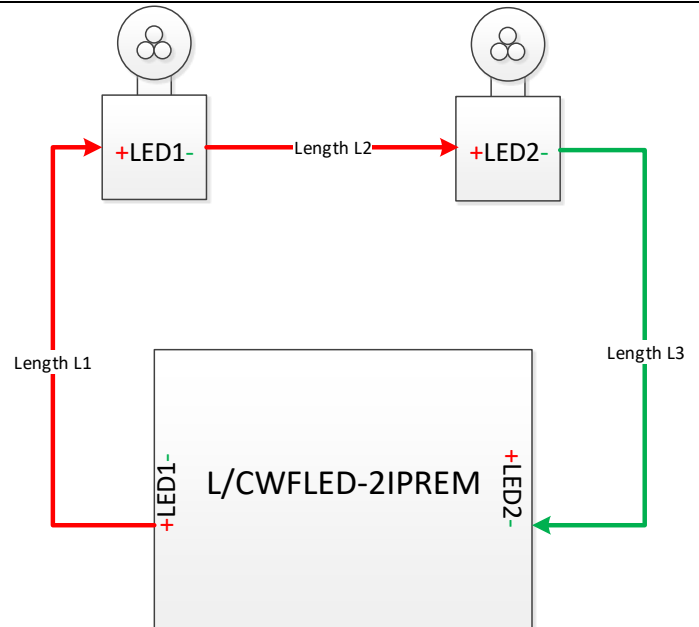 +LED1-
Length L2
+LED2-
Length L1
Length L3
+LED1-
L/CWFLED-2IPREM
+LED2-